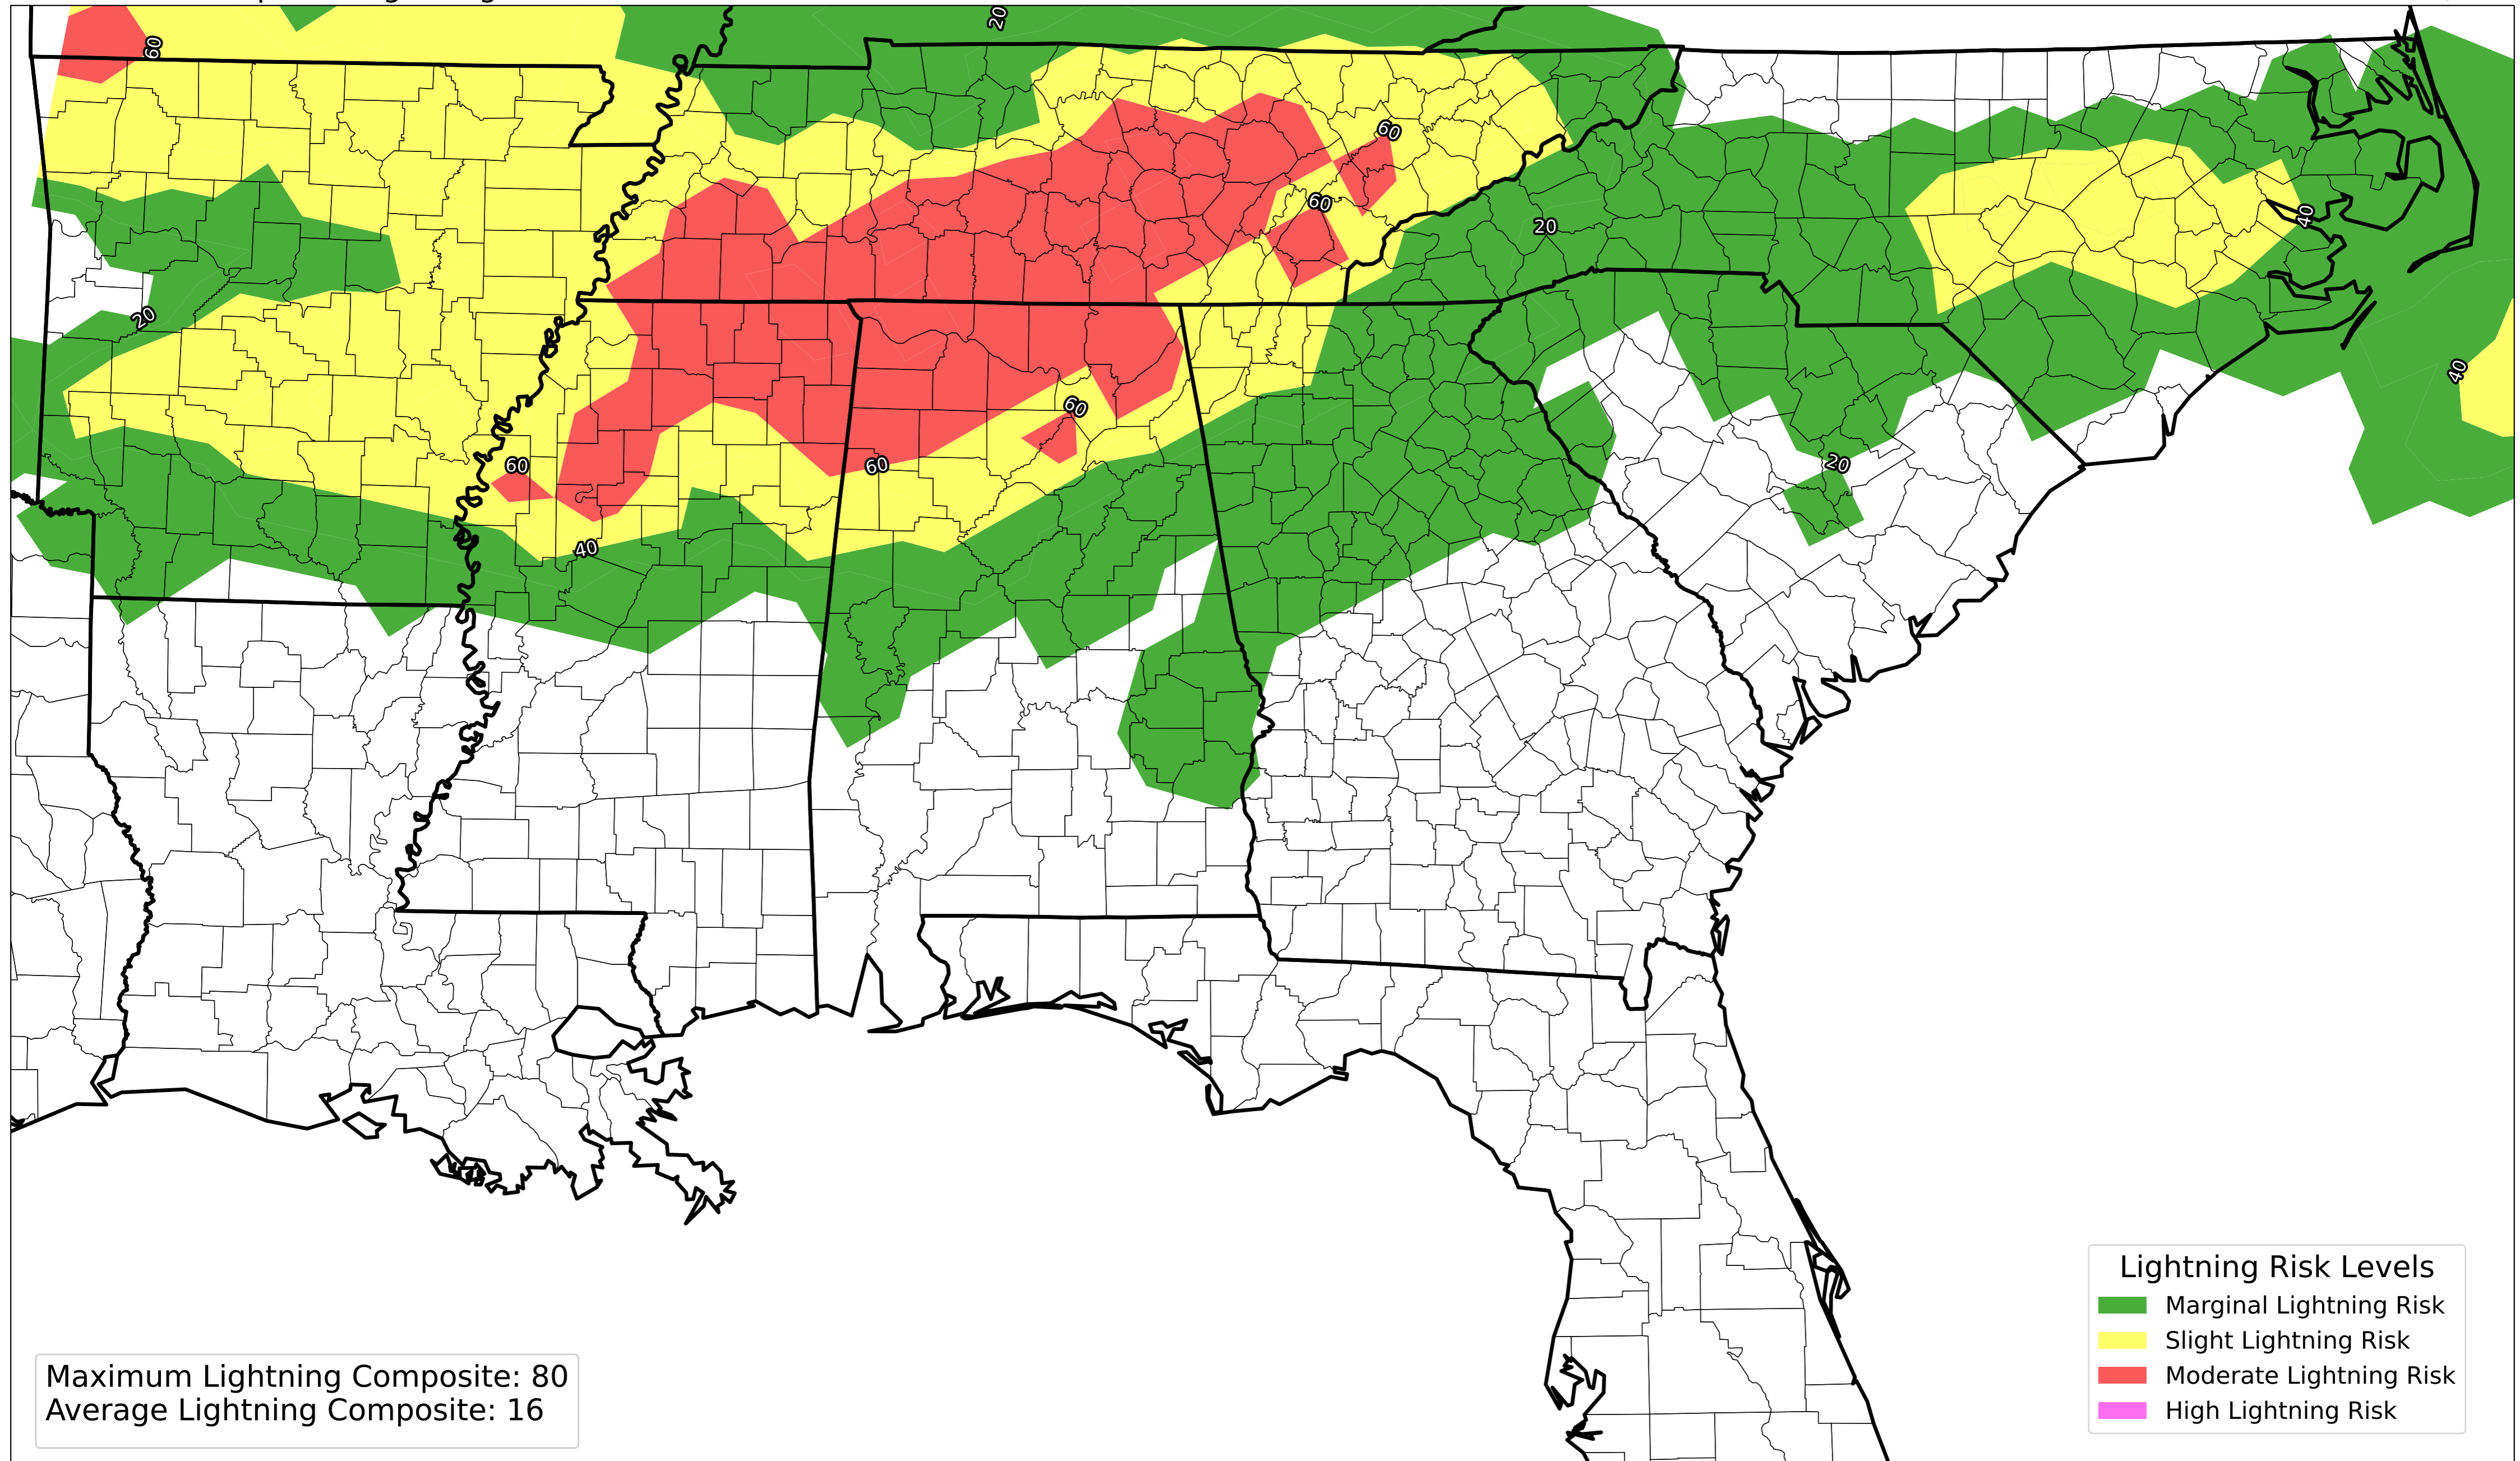 20
60
60
60
20
40
20
40
60
20
60
60
40
Lightning Risk Levels
Marginal Lightning Risk
Slight Lightning Risk
Moderate Lightning Risk
High Lightning Risk
Maximum Lightning Composite: 80
Average Lightning Composite: 16